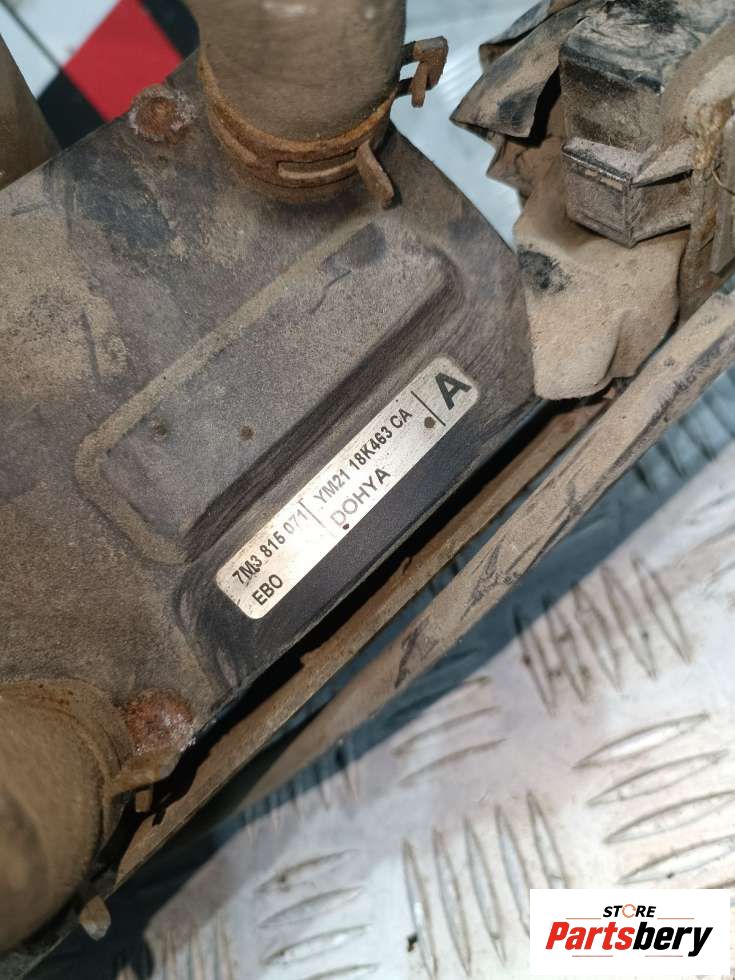 7M3 815 071 YM21 18K463 CA A
EBO DOHYA
STORE
Partsbery